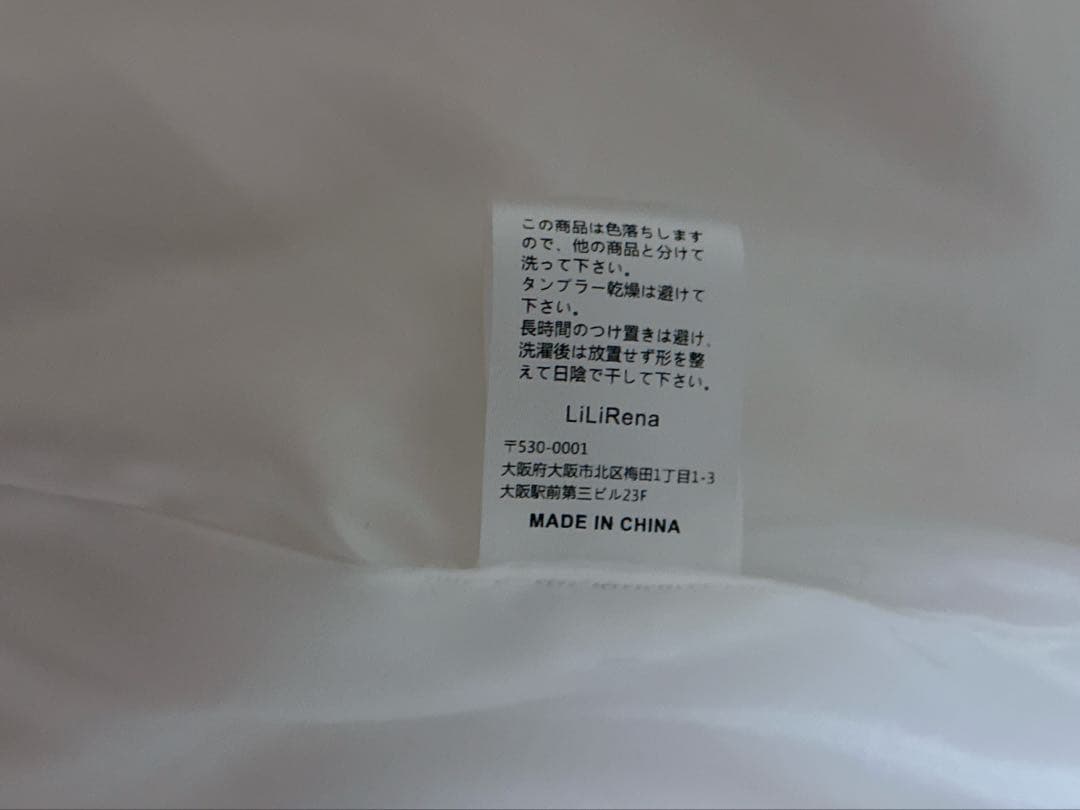 この商品は色落ちします
ので、他の商品と分けて
洗って下さい。
タンブラー乾燥は避けて
下さい。
長時間のつけ置きは避け、
洗濯後は放置せず形を整
えて日陰で干して下さい。
LiLiRena
〒530-0001
大阪府大阪市北区梅田1丁目1-3
大阪駅前第三ビル23F
MADE IN CHINA